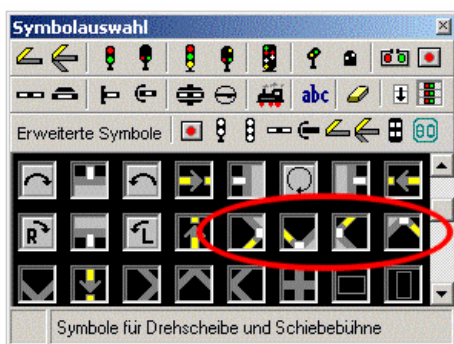 Symbolauswahl
abc
Erweiterte Symbole
R L
Symbole für Drehscheibe und Schiebebühne